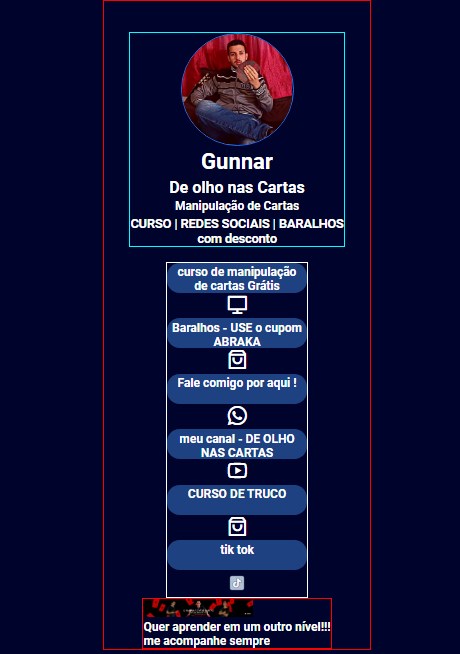 Gunnar
De olho nas Cartas
Manipulação de Cartas
CURSO | REDES SOCIAIS | BARALHOS
com desconto
curso de manipulação
de cartas Grátis
Baralhos - USE o cupom
ABRAKA
Fale comigo por aqui !
meu canal - DE OLHO
NAS CARTAS
CURSO DE TRUCO
tik tok
Quer aprender em um outro nível!!!
me acompanhe sempre